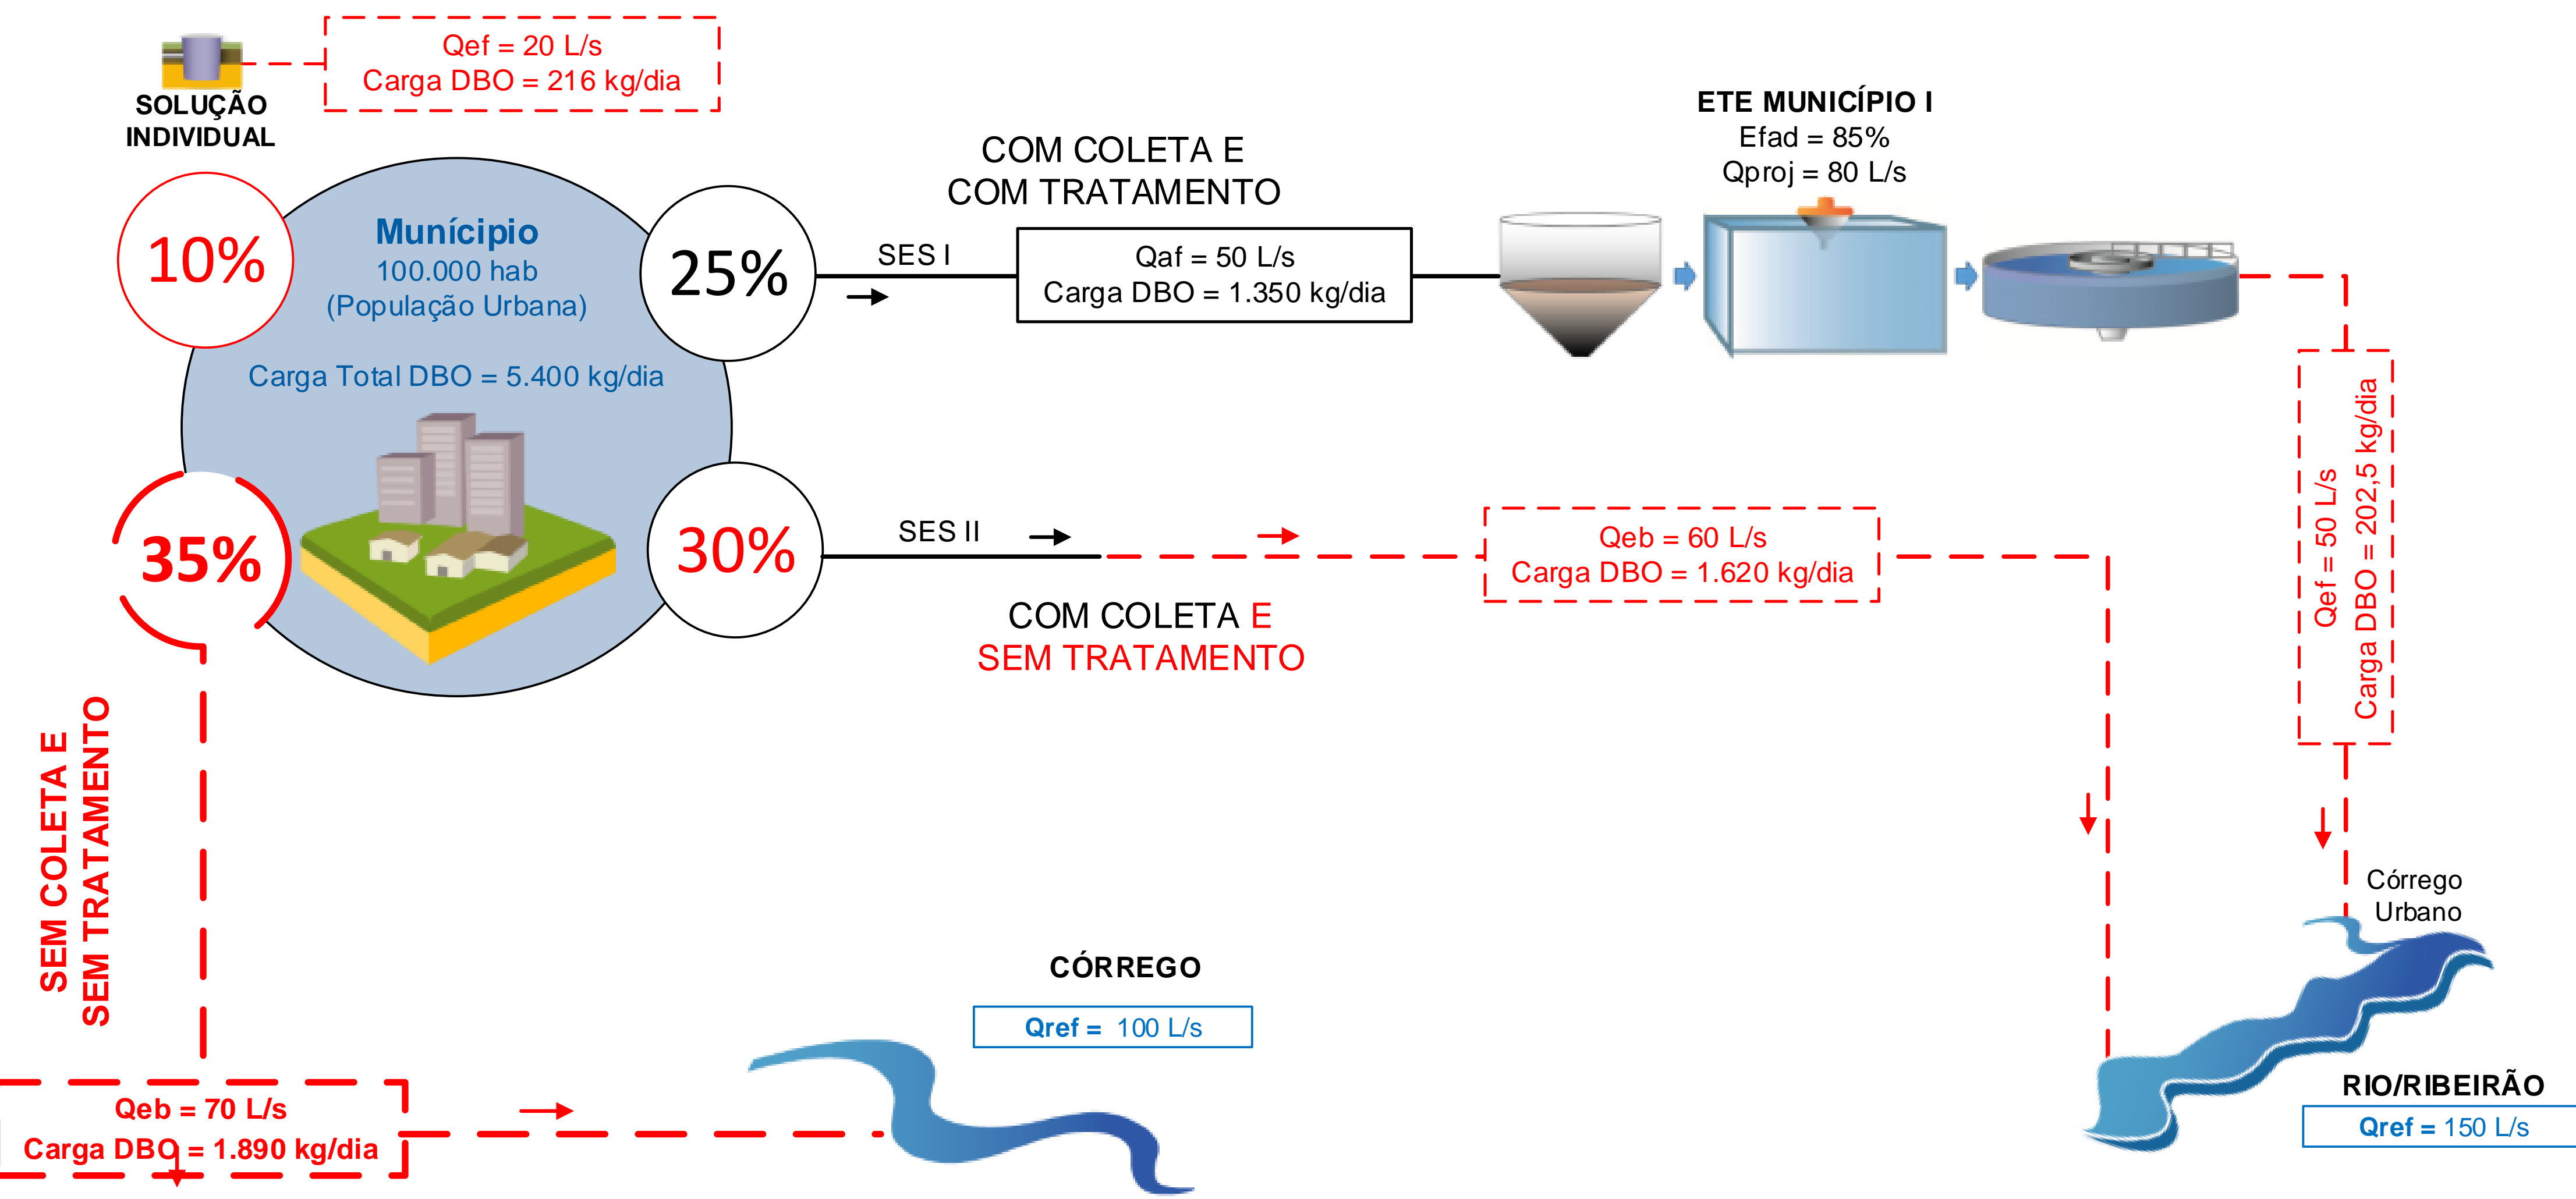 Qef = 20 L/s
Carga DBO = 216 kg/dia
SOLUÇÃO
INDIVIDUAL
10%
Munícipio
100.000 hab
(População Urbana)
Carga Total DBO = 5.400 kg/dia
25%
35%
30%
COM COLETA E
COM TRATAMENTO
SES I
Qaf = 50 L/s
Carga DBO = 1.350 kg/dia
ETE MUNICÍPIO I
Efad = 85%
Qproj = 80 L/s
Qef = 50 L/s
Carga DBO = 202,5 kg/dia
SES II
COM COLETA E
SEM TRATAMENTO
Qeb = 60 L/s
Carga DBO = 1.620 kg/dia
SEM COLETA E
SEM TRATAMENTO
Qeb = 70 L/s
Carga DBO = 1.890 kg/dia
CÓRREGO
Qref = 100 L/s
Córrego
Urbano
RIO/RIBEIRÃO
Qref = 150 L/s